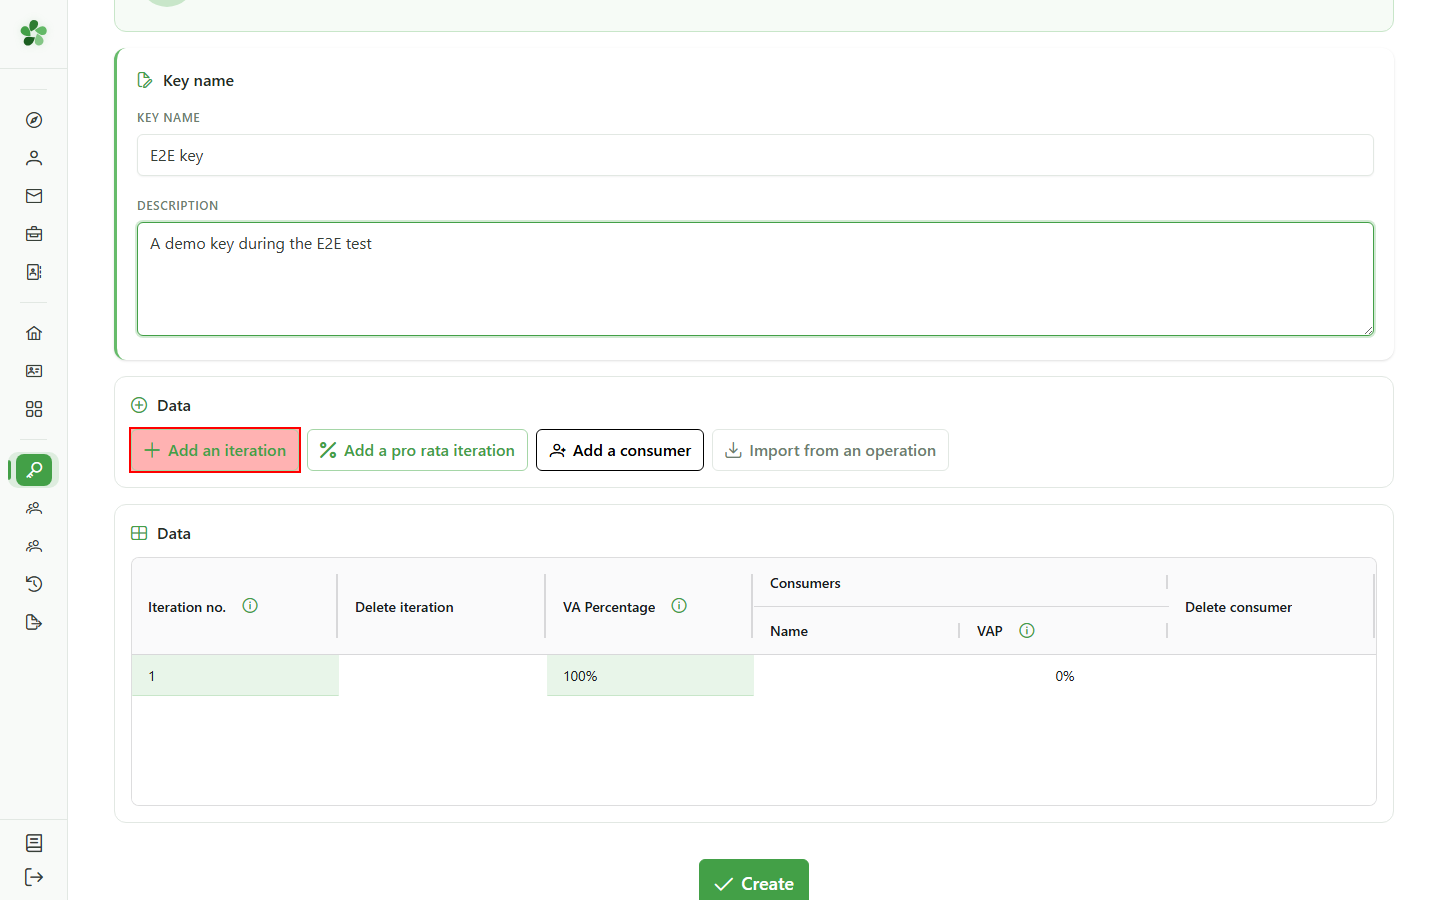 Key name
KEY NAME
E2E key
DESCRIPTION
A demo key during the E2E test
Data
Add an iteration
Add a pro rata iteration
Add a consumer
Import from an operation
Data
Iteration no.
Delete iteration
VA Percentage
Consumers
Name
VAP
Delete consumer
1
100%
0%
Create